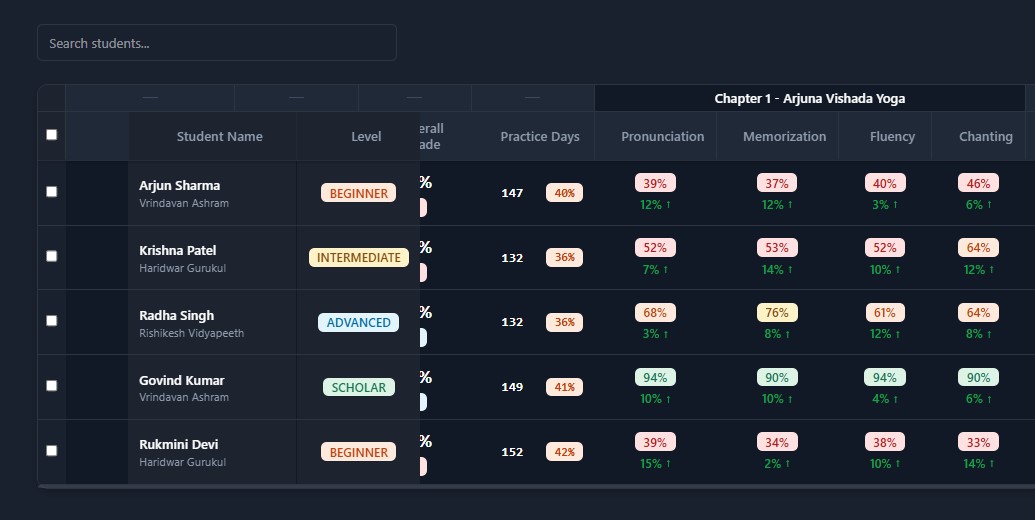 Search students...
— — — — Chapter 1 - Arjuna Vishada Yoga
Student Name Level erall ade Practice Days Pronunciation Memorization Fluency Chanting
Arjun Sharma BEGINNER % 147 40% 39% 37% 40% 46%
Vrindavan Ashram 12% ↑ 12% ↑ 3% ↑ 6% ↑
Krishna Patel INTERMEDIATE % 132 36% 52% 53% 52% 64%
Haridwar Gurukul 7% ↑ 14% ↑ 10% ↑ 12% ↑
Radha Singh ADVANCED % 132 36% 68% 76% 61% 64%
Rishikesh Vidyapeeth 3% ↑ 8% ↑ 12% ↑ 8% ↑
Govind Kumar SCHOLAR % 149 41% 94% 90% 94% 90%
Vrindavan Ashram 10% ↑ 10% ↑ 4% ↑ 6% ↑
Rukmini Devi BEGINNER % 152 42% 39% 34% 38% 33%
Haridwar Gurukul 15% ↑ 2% ↑ 10% ↑ 14% ↑